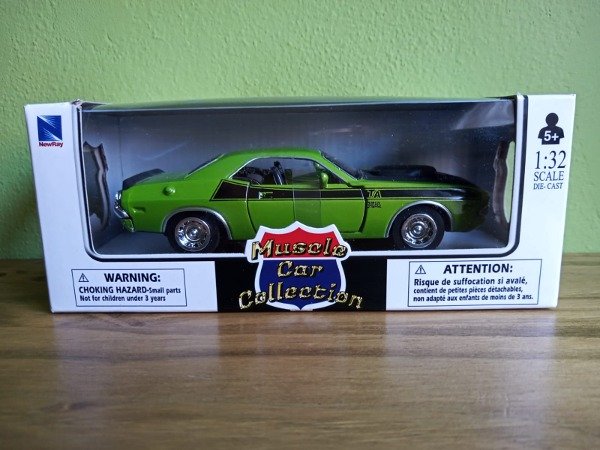 NewRay
5+
1:32
SCALE
DIE-CAST
T/A
Muscle
Car
Collection
WARNING:
CHOKING HAZARD-Small parts
Not for children under 3 years
ATTENTION:
Risque de suffocation si avalé,
contient de petites pièces détachables,
non adapté aux enfants de moins de 3 ans.